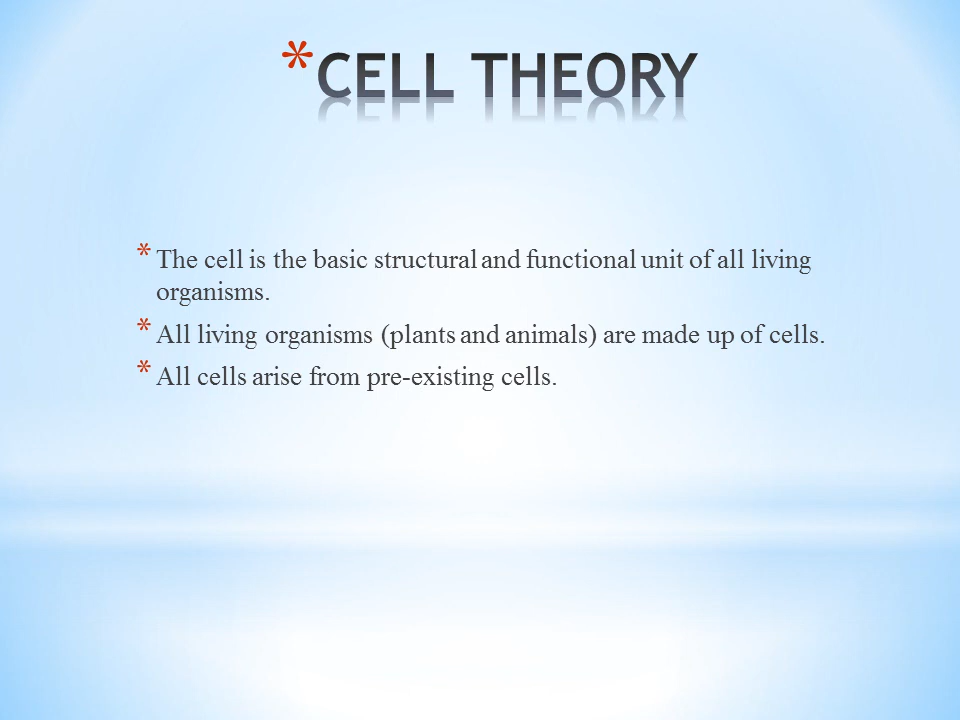 *CELL THEORY
* The cell is the basic structural and functional unit of all living
organisms.
* All living organisms (plants and animals) are made up of cells.
* All cells arise from pre-existing cells.